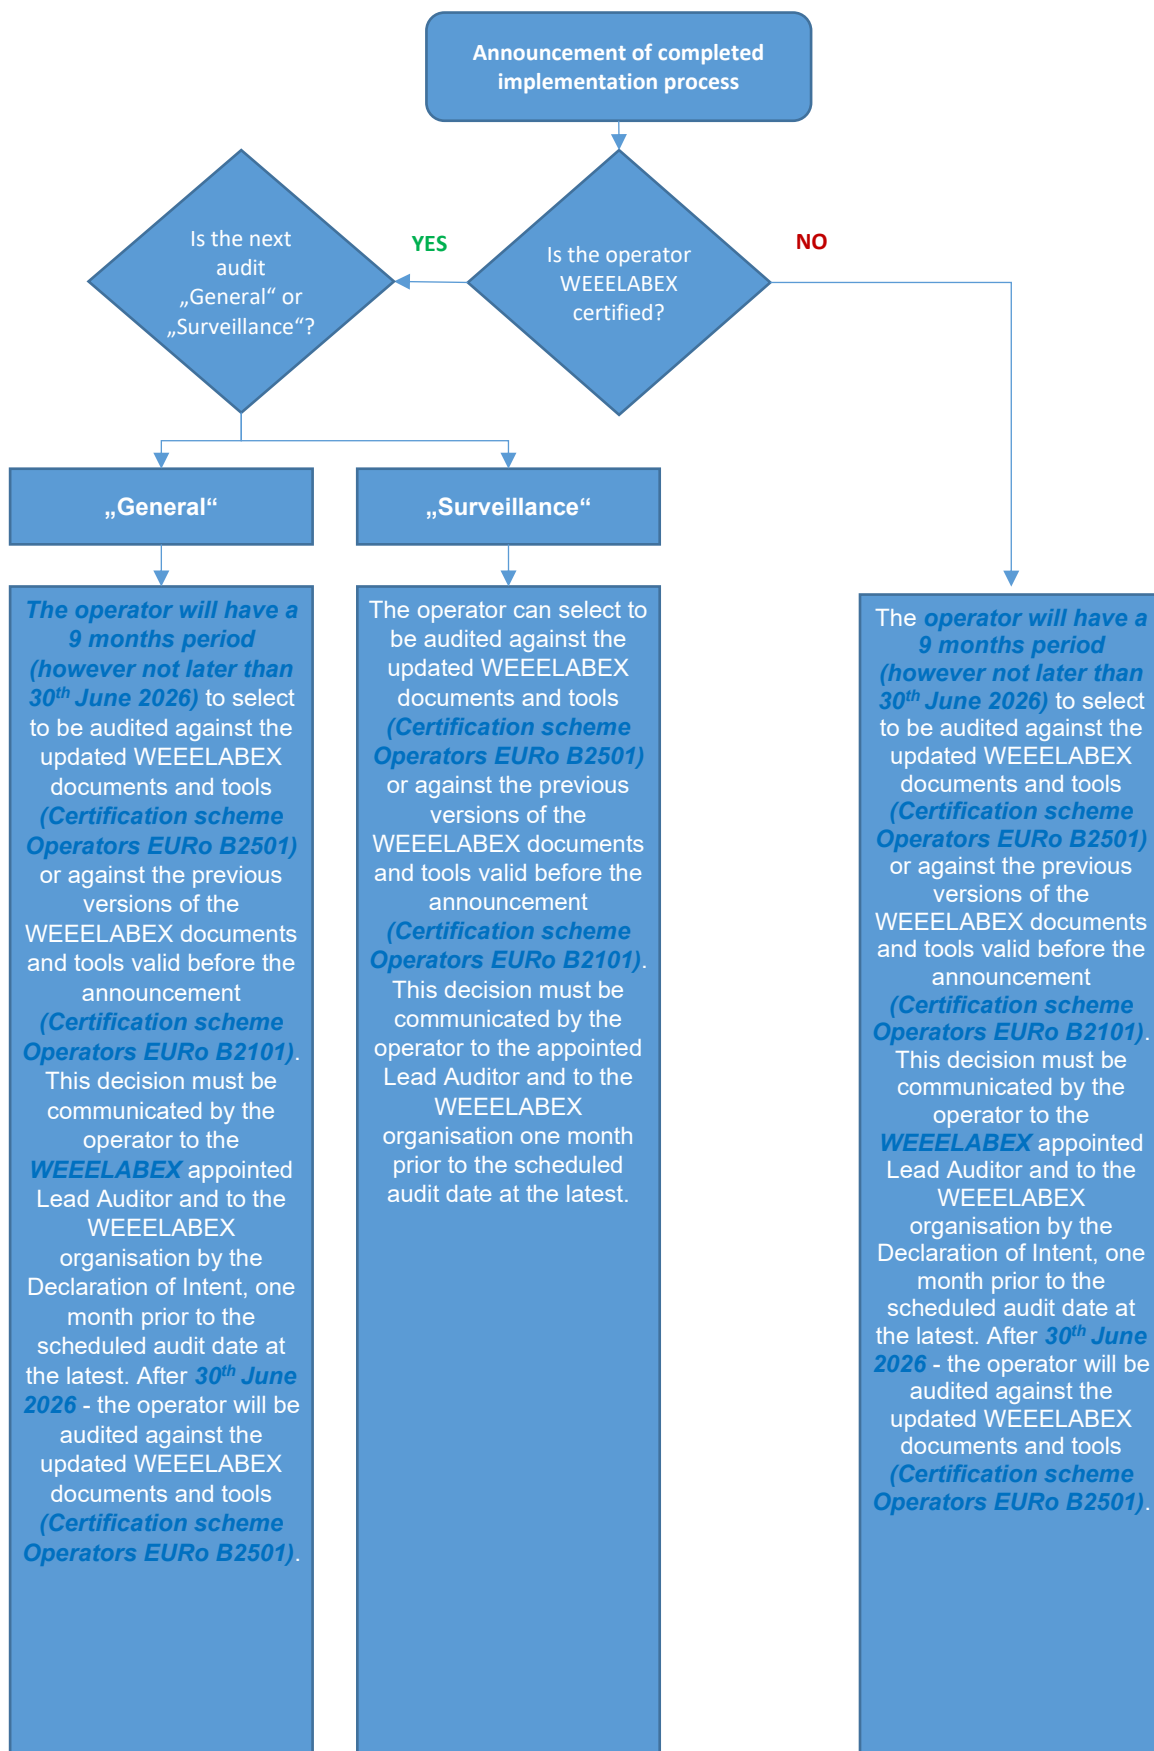 Announcement of completed
implementation process
Is the next
audit
„General“ or
„Surveillance“?
YES
Is the operator
WEEELABEX
certified?
NO
„General“
„Surveillance“
The operator will have a
9 months period
(however not later than
30th June 2026) to select
to be audited against the
updated WEEELABEX
documents and tools
(Certification scheme
Operators EURo B2501)
or against the previous
versions of the
WEEELABEX documents
and tools valid before the
announcement
(Certification scheme
Operators EURo B2101).
This decision must be
communicated by the
operator to the
WEEELABEX appointed
Lead Auditor and to the
WEEELABEX
organisation by the
Declaration of Intent, one
month prior to the
scheduled audit date at
the latest. After 30th June
2026 - the operator will be
audited against the
updated WEEELABEX
documents and tools
(Certification scheme
Operators EURo B2501).
The operator can select to
be audited against the
updated WEEELABEX
documents and tools
(Certification scheme
Operators EURo B2501)
or against the previous
versions of the
WEEELABEX documents
and tools valid before the
announcement
(Certification scheme
Operators EURo B2101).
This decision must be
communicated by the
operator to the appointed
Lead Auditor and to the
WEEELABEX
organisation one month
prior to the scheduled
audit date at the latest.
The operator will have a
9 months period
(however not later than
30th June 2026) to select
to be audited against the
updated WEEELABEX
documents and tools
(Certification scheme
Operators EURo B2501)
or against the previous
versions of the
WEEELABEX documents
and tools valid before the
announcement
(Certification scheme
Operators EURo B2101).
This decision must be
communicated by the
operator to the
WEEELABEX appointed
Lead Auditor and to the
WEEELABEX
organisation by the
Declaration of Intent, one
month prior to the
scheduled audit date at
the latest. After 30th June
2026 - the operator will be
audited against the
updated WEEELABEX
documents and tools
(Certification scheme
Operators EURo B2501).